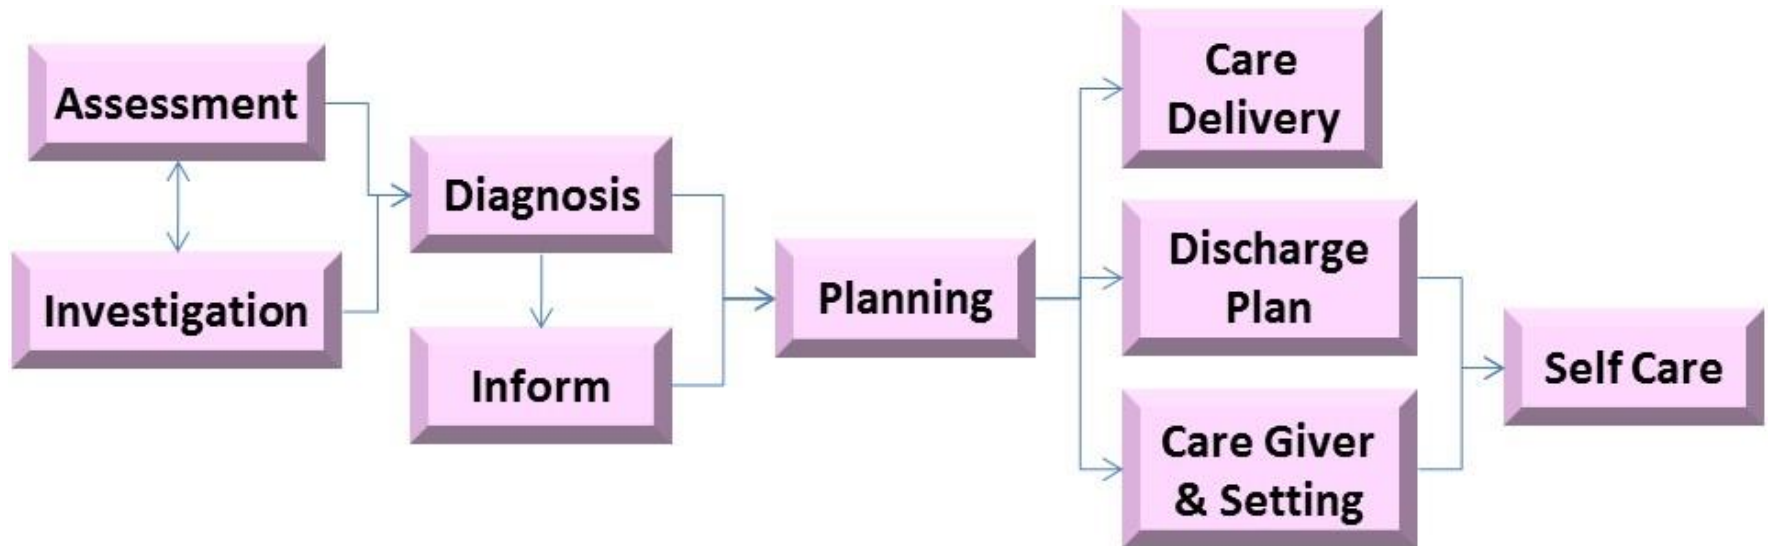 Assessment
Investigation
Diagnosis
Inform
Planning
Care
Delivery
Discharge
Plan
Care Giver
& Setting
Self Care